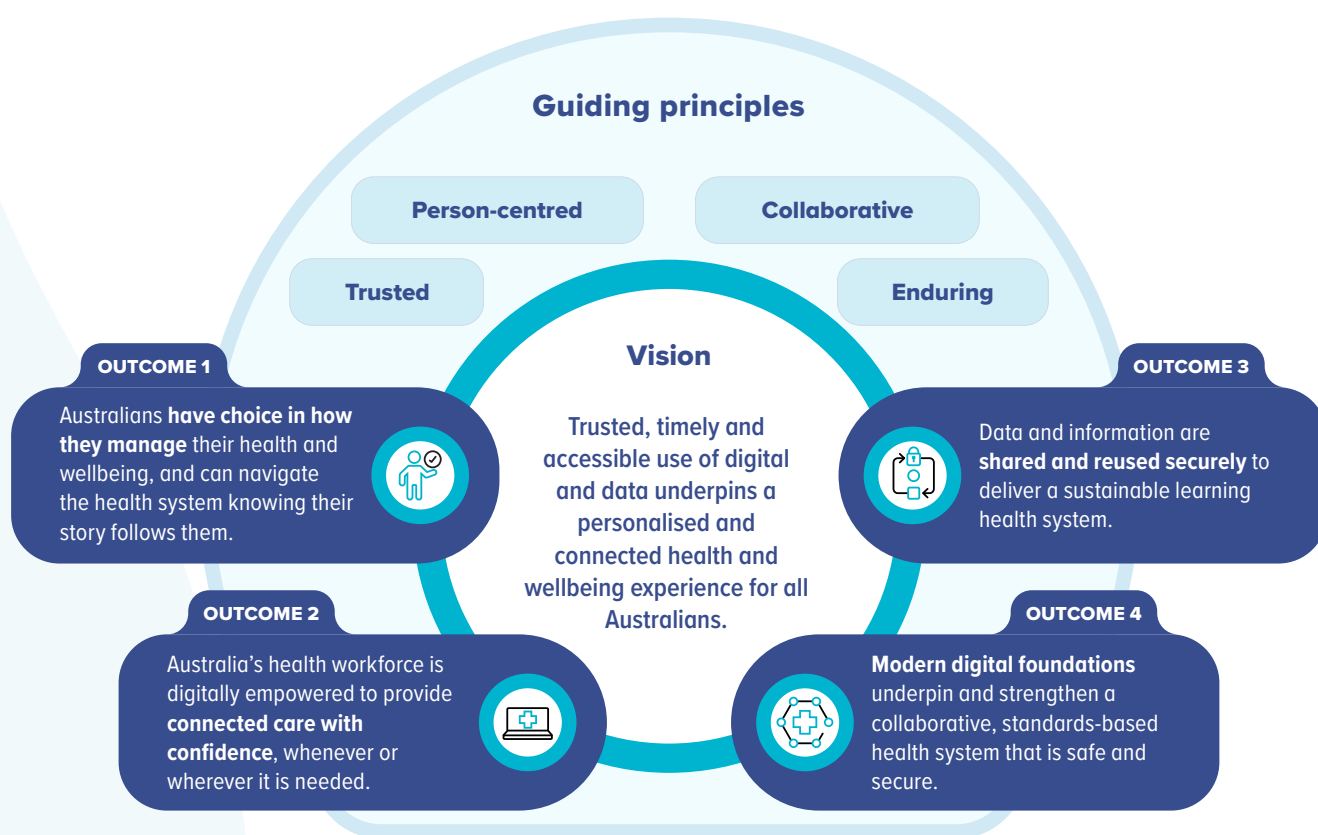 Guiding principles
Person-centred
Collaborative
Trusted
Enduring
Vision
Trusted, timely and
accessible use of digital
and data underpins a
personalised and
connected health and
wellbeing experience for all
Australians.
OUTCOME 1
Australians have choice in how
they manage their health and
wellbeing, and can navigate
the health system knowing their
story follows them.
OUTCOME 2
Australia’s health workforce is
digitally empowered to provide
connected care with
confidence, whenever or
wherever it is needed.
OUTCOME 3
Data and information are
shared and reused securely to
deliver a sustainable learning
health system.
OUTCOME 4
Modern digital foundations
underpin and strengthen a
collaborative, standards-based
health system that is safe and
secure.